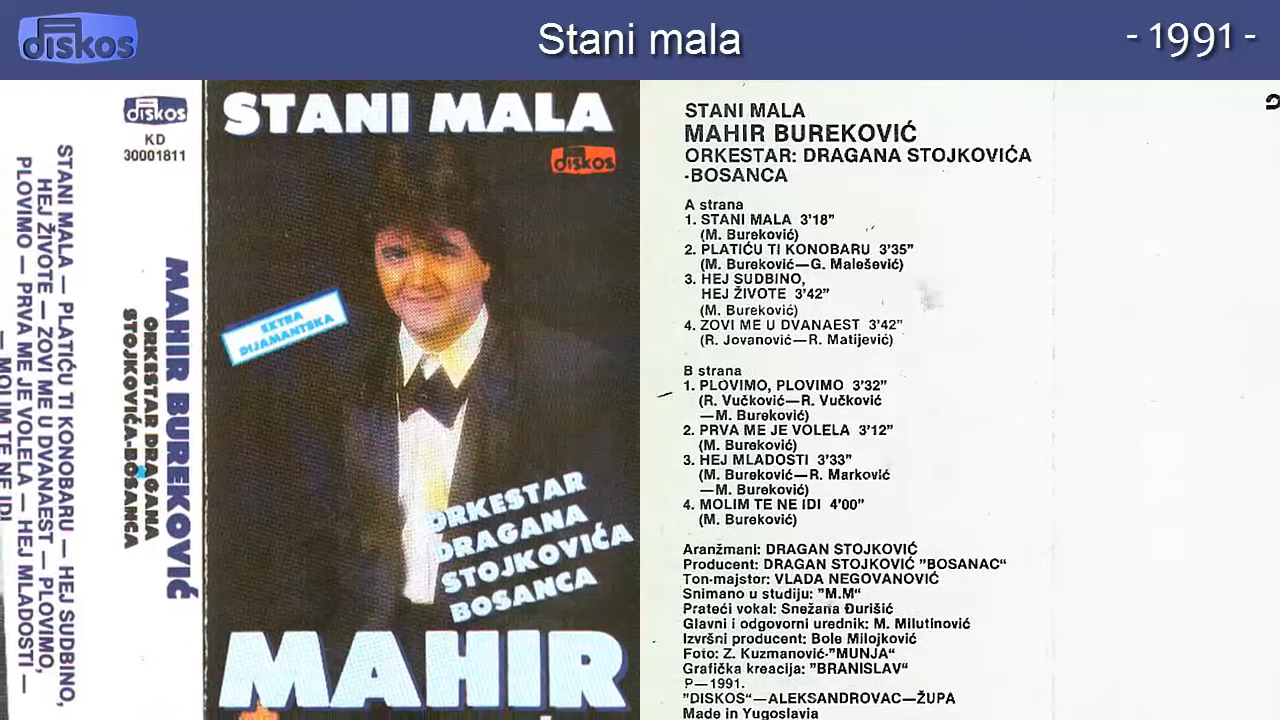 diskos
Stani mala
- 1991 -
diskos
KD
30001811
STANI MALA — PLATIĆU TI KONOBARU — HEJ SUDBINO,
HEJ ŽIVOTE — ZOVI ME U DVANAEST — PLOVIMO,
PLOVIMO — PRVA ME JE VOLELA — HEJ MLADOSTI —
— MOLIM TE NE IDI
MAHIR BUREKOVIĆ
ORKESTAR DRAGANA
STOJKOVIĆA-BOSANCA
STANI MALA
diskos
EXTRA
DIJAMANTSKA
ORKESTAR
DRAGANA
STOJKOVIĆA
BOSANCA
MAHIR
STANI MALA
MAHIR BUREKOVIĆ
ORKESTAR: DRAGANA STOJKOVIĆA
-BOSANCA
A strana
1. STANI MALA 3'18"
(M. Bureković)
2. PLATIĆU TI KONOBARU 3'35"
(M. Bureković—G. Malešević)
3. HEJ SUDBINO,
HEJ ŽIVOTE 3'42"
(M. Bureković)
4. ZOVI ME U DVANAEST 3'42"
(R. Jovanović—R. Matijević)
B strana
1. PLOVIMO, PLOVIMO 3'32"
(R. Vučković—R. Vučković
—M. Bureković)
2. PRVA ME JE VOLELA 3'12"
(M. Bureković)
3. HEJ MLADOSTI 3'33"
(M. Bureković—R. Marković
—M. Bureković)
4. MOLIM TE NE IDI 4'00"
(M. Bureković)
Aranžmani: DRAGAN STOJKOVIĆ
Producent: DRAGAN STOJKOVIĆ "BOSANAC"
Ton-majstor: VLADA NEGOVANOVIĆ
Snimano u studiju: "M.M"
Prateći vokal: Snežana Đurišić
Glavni i odgovorni urednik: M. Milutinović
Izvršni producent: Bole Milojković
Foto: Z. Kuzmanović-"MUNJA"
Grafička kreacija: "BRANISLAV"
P—1991.
"DISKOS"—ALEKSANDROVAC—ŽUPA
Made in Yugoslavia